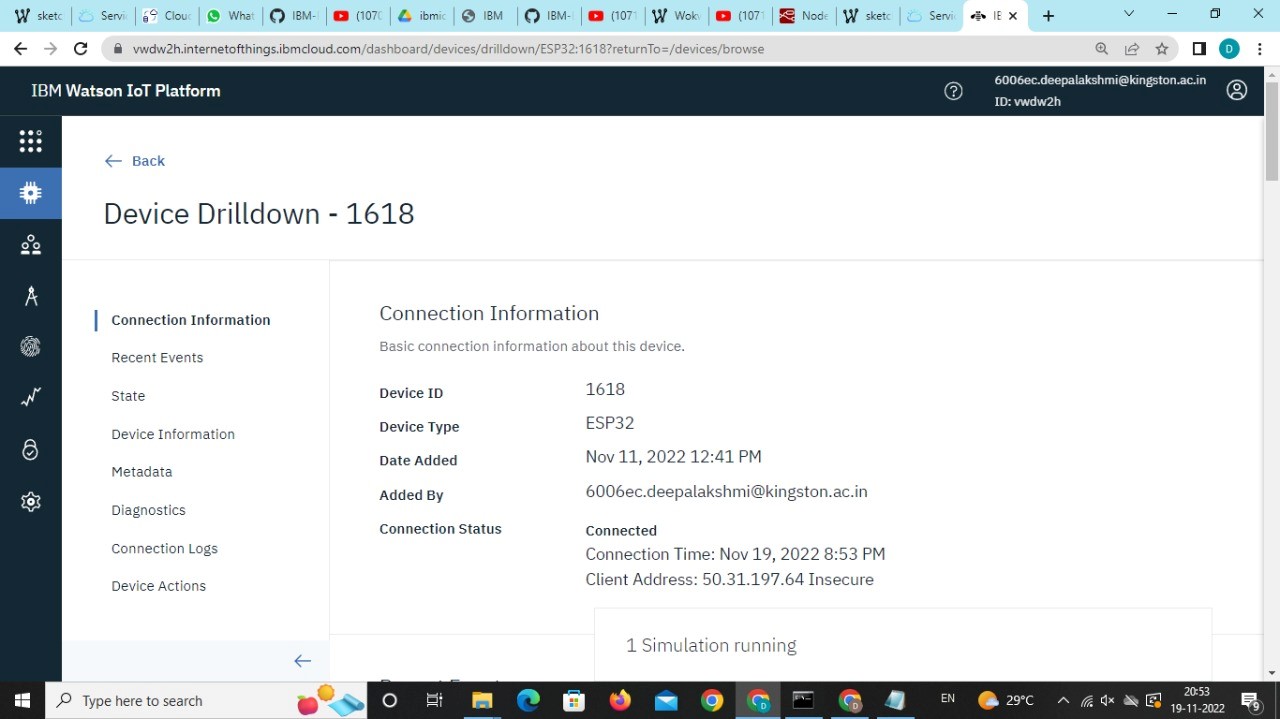 sketc
Servic
Clouc
What
IBM-I
(107(
ibmic
IBM
IBM-I
(107'
Wokv
(107'
Node
sketc
Servi
IE
vwdw2h.internetofthings.ibmcloud.com/dashboard/devices/drilldown/ESP32:1618?returnTo=/devices/browse
D
IBM Watson IoT Platform
6006ec.deepalakshmi@kingston.ac.in
ID: vwdw2h
Back
Device Drilldown - 1618
Connection Information
Recent Events
State
Device Information
Metadata
Diagnostics
Connection Logs
Device Actions
Connection Information
Basic connection information about this device.
Device ID 1618
Device Type ESP32
Date Added Nov 11, 2022 12:41 PM
Added By 6006ec.deepalakshmi@kingston.ac.in
Connection Status Connected
Connection Time: Nov 19, 2022 8:53 PM
Client Address: 50.31.197.64 Insecure
1 Simulation running
Type here to search
EN
29°C
20:53
19-11-2022
9